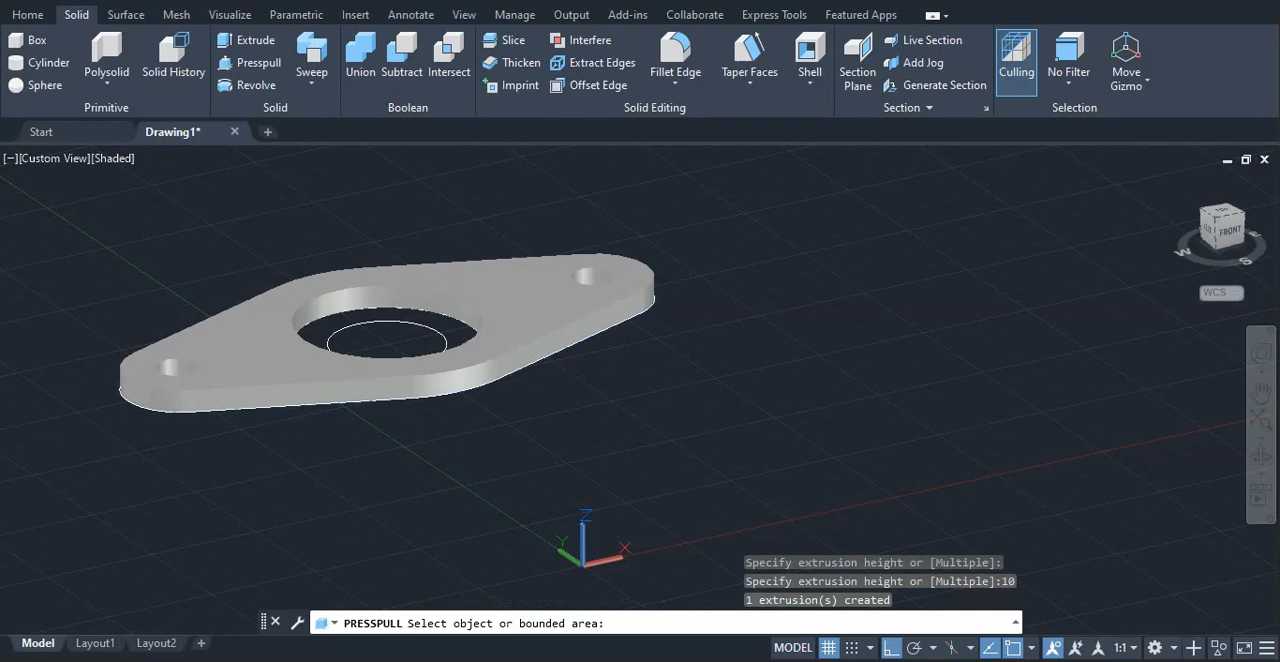 Home Solid Surface Mesh Visualize Parametric Insert Annotate View Manage Output Add-ins Collaborate Express Tools Featured Apps
Box
Cylinder
Sphere
Polysolid
Solid History
Primitive
Extrude
Presspull
Revolve
Sweep
Solid
Union Subtract Intersect
Boolean
Slice
Thicken
Imprint
Interfere
Extract Edges
Offset Edge
Fillet Edge
Taper Faces
Shell
Solid Editing
Section
Plane
Live Section
Add Jog
Generate Section
Section
Culling
No Filter
Move
Gizmo
Selection
Start Drawing1*
[−][Custom View][Shaded]
FRONT
W
S
WCS
Z
Y
X
Specify extrusion height or [Multiple]:
Specify extrusion height or [Multiple]:10
1 extrusion(s) created
PRESSPULL Select object or bounded area:
Model Layout1 Layout2
MODEL
1:1